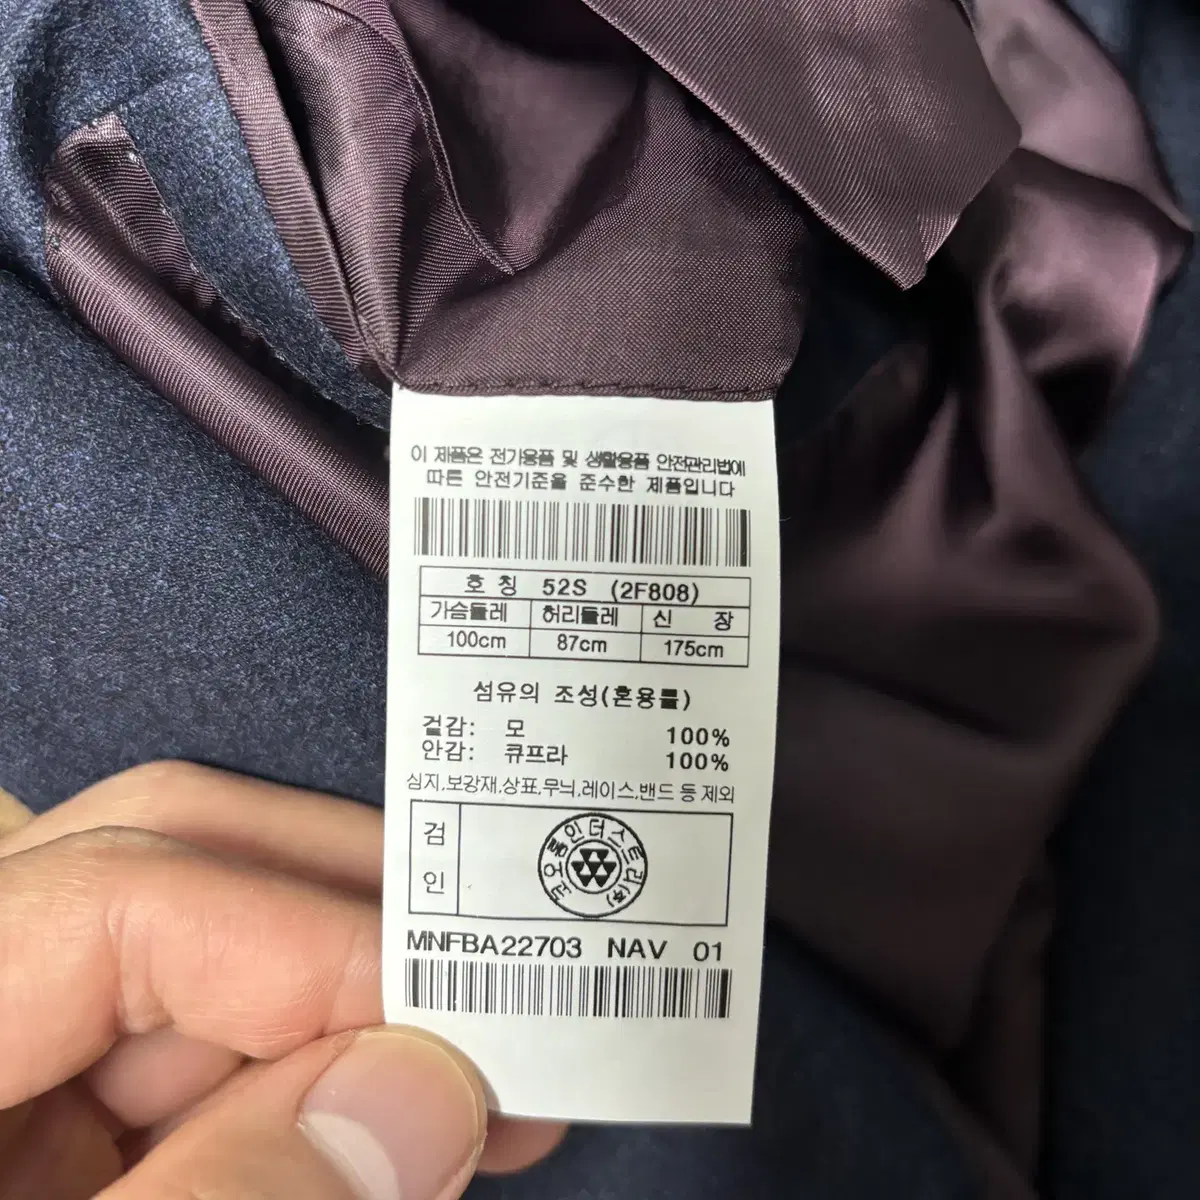 이 제품은 전기용품 및 생활용품 안전관리법에
따른 안전기준을 준수한 제품입니다
호 칭 52S (2F808)
가슴둘레 허리둘레 신 장
100cm 87cm 175cm
섬유의 조성(혼용률)
겉감: 모 100%
안감: 큐프라 100%
심지,보강재,상표,무늬,레이스,밴드 등 제외
검인
코오롱인더스트리(주)
MNFBA22703 NAV 01